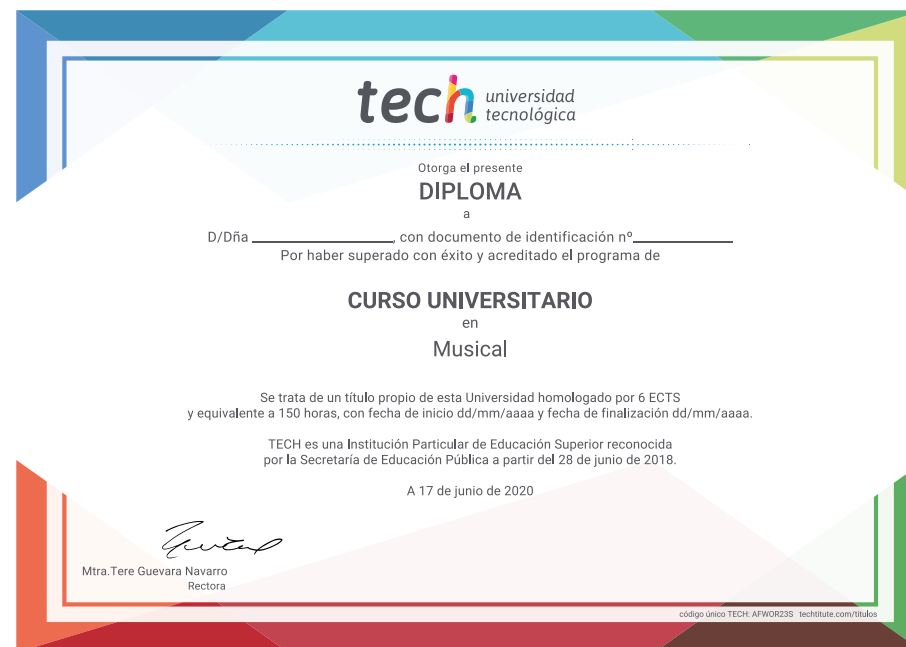 tech universidad
tecnológica
Otorga el presente
DIPLOMA
a
D/Dña ____________________, con documento de identificación nº______________
Por haber superado con éxito y acreditado el programa de
CURSO UNIVERSITARIO
en
Musical
Se trata de un título propio de esta Universidad homologado por 6 ECTS
y equivalente a 150 horas, con fecha de inicio dd/mm/aaaa y fecha de finalización dd/mm/aaaa.
TECH es una Institución Particular de Educación Superior reconocida
por la Secretaría de Educación Pública a partir del 28 de junio de 2018.
A 17 de junio de 2020
Mtra.Tere Guevara Navarro
Rectora
código único TECH: AFWOR23S techtitute.com/titulos